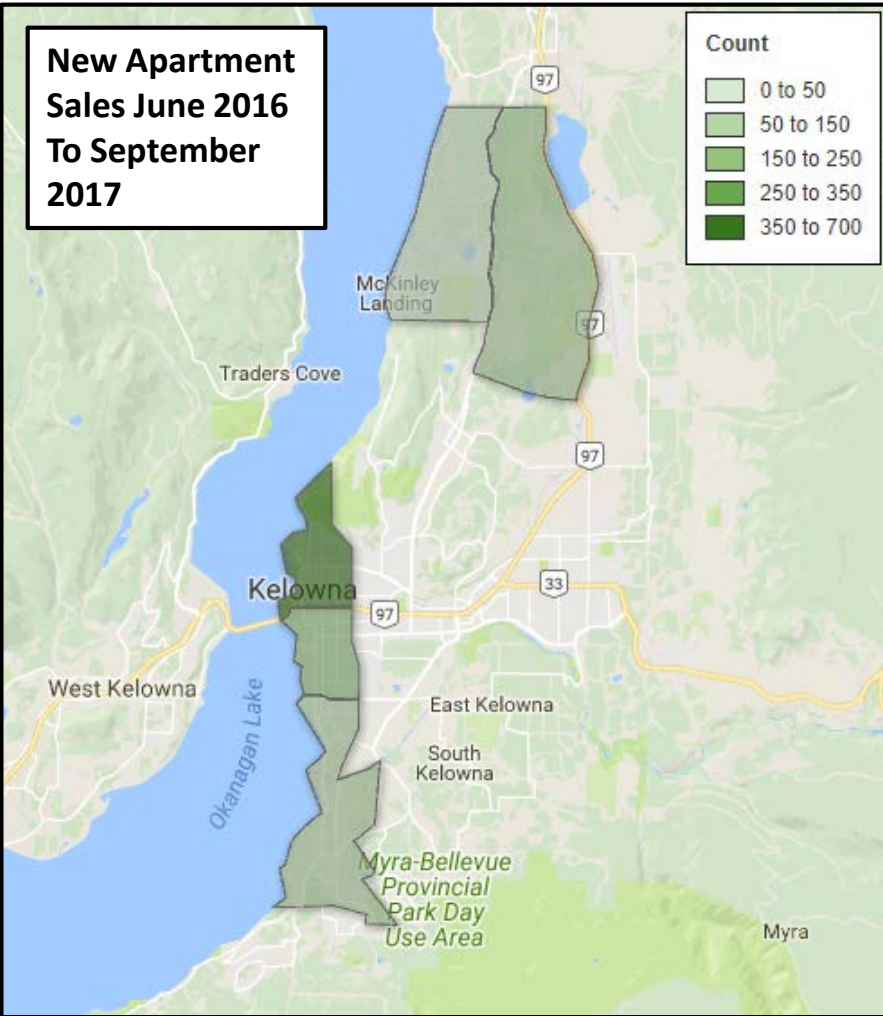 New Apartment
Sales June 2016
To September
2017
Count
0 to 50
50 to 150
150 to 250
250 to 350
350 to 700
97
McKinley
Landing
97
Traders Cove
97
Kelowna
97
33
West Kelowna
Okanagan Lake
East Kelowna
South
Kelowna
Myra-Bellevue
Provincial
Park Day
Use Area
Myra